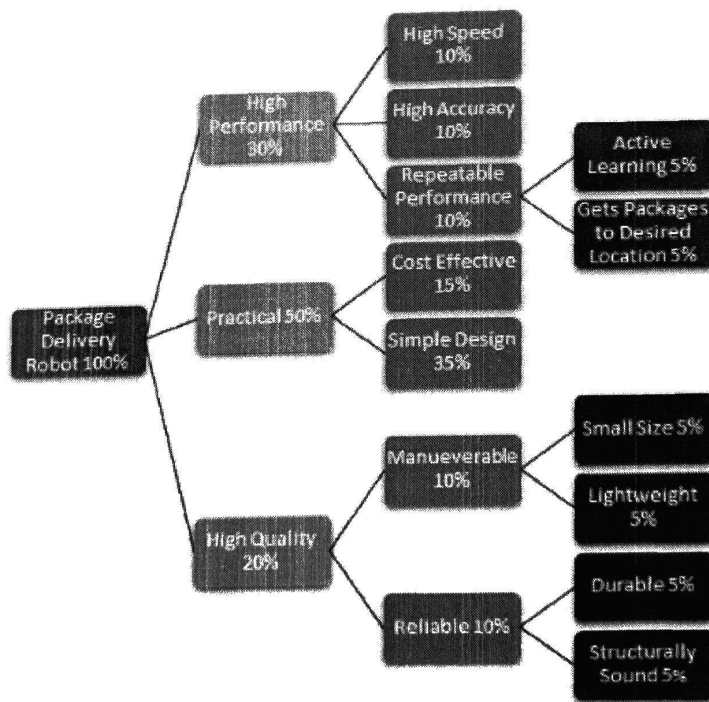 High Speed
10%
High
Performance
30%
High Accuracy
10%
Repeatable
Performance
10%
Active
Learning 5%
Gets Packages
to Desired
Location 5%
Package
Delivery
Robot 100%
Practical 50%
Cost Effective
15%
Simple Design
35%
High Quality
20%
Manueverable
10%
Small Size 5%
Lightweight
5%
Reliable 10%
Durable 5%
Structurally
Sound 5%